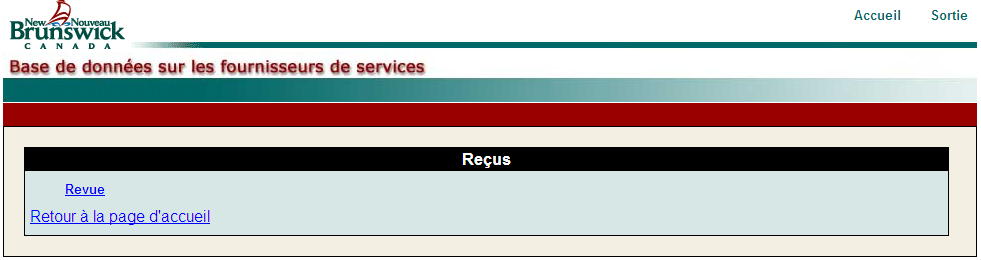 New Nouveau
Brunswick
CANADA
Accueil Sortie
Base de données sur les fournisseurs de services
Reçus
Revue
Retour à la page d'accueil